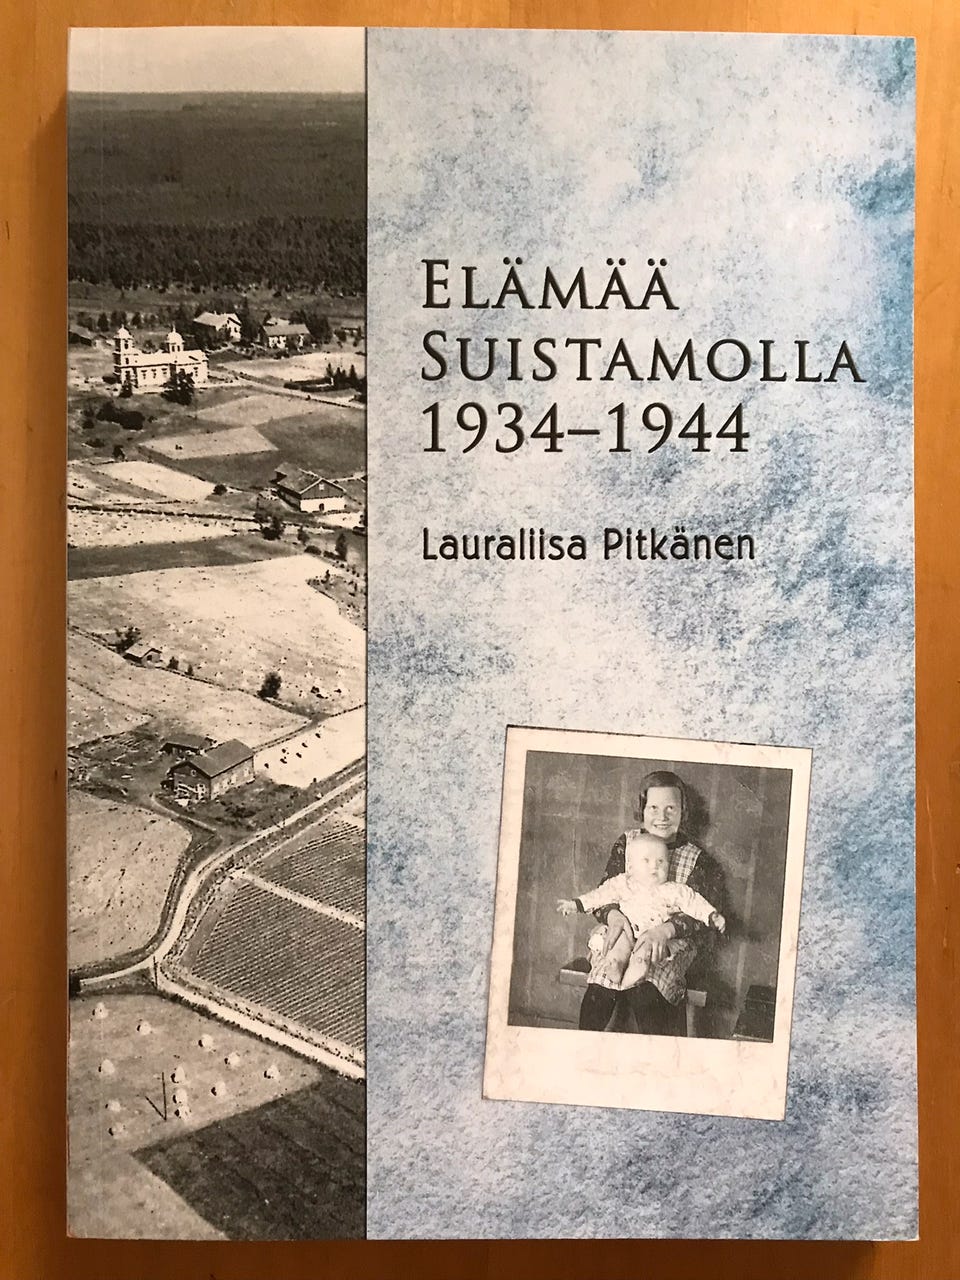 Elämää
Suistamolla
1934–1944
Lauraliisa Pitkänen